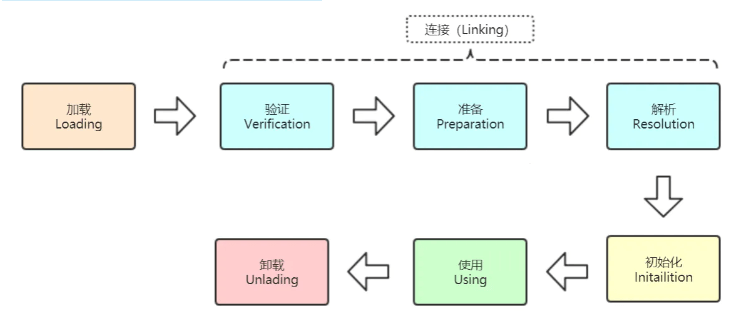 连接（Linking）
加载
Loading
验证
Verification
准备
Preparation
解析
Resolution
卸载
Unlading
使用
Using
初始化
Initailition